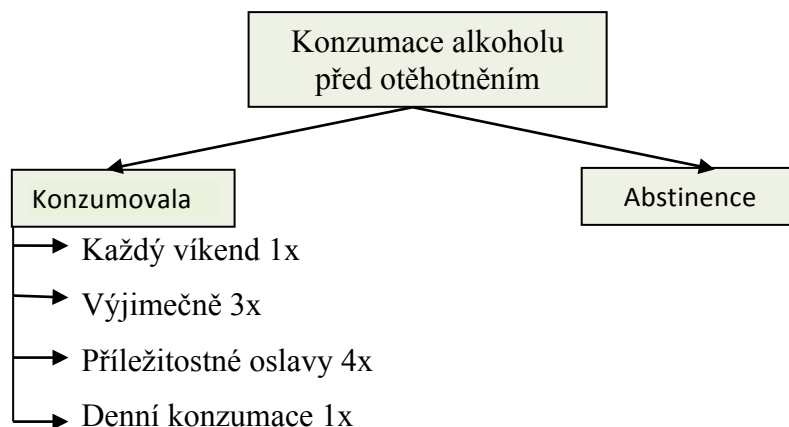 Konzumace alkoholu
před otěhotněním
Konzumovala
Abstinence
Každý víkend 1x
Výjimečně 3x
Příležitostné oslavy 4x
Denní konzumace 1x